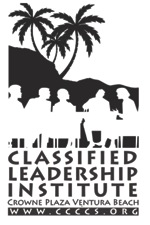 CLASSIFIED
LEADERSHIP
INSTITUTE
CROWNE PLAZA VENTURA BEACH
WWW.CCCCS.ORG